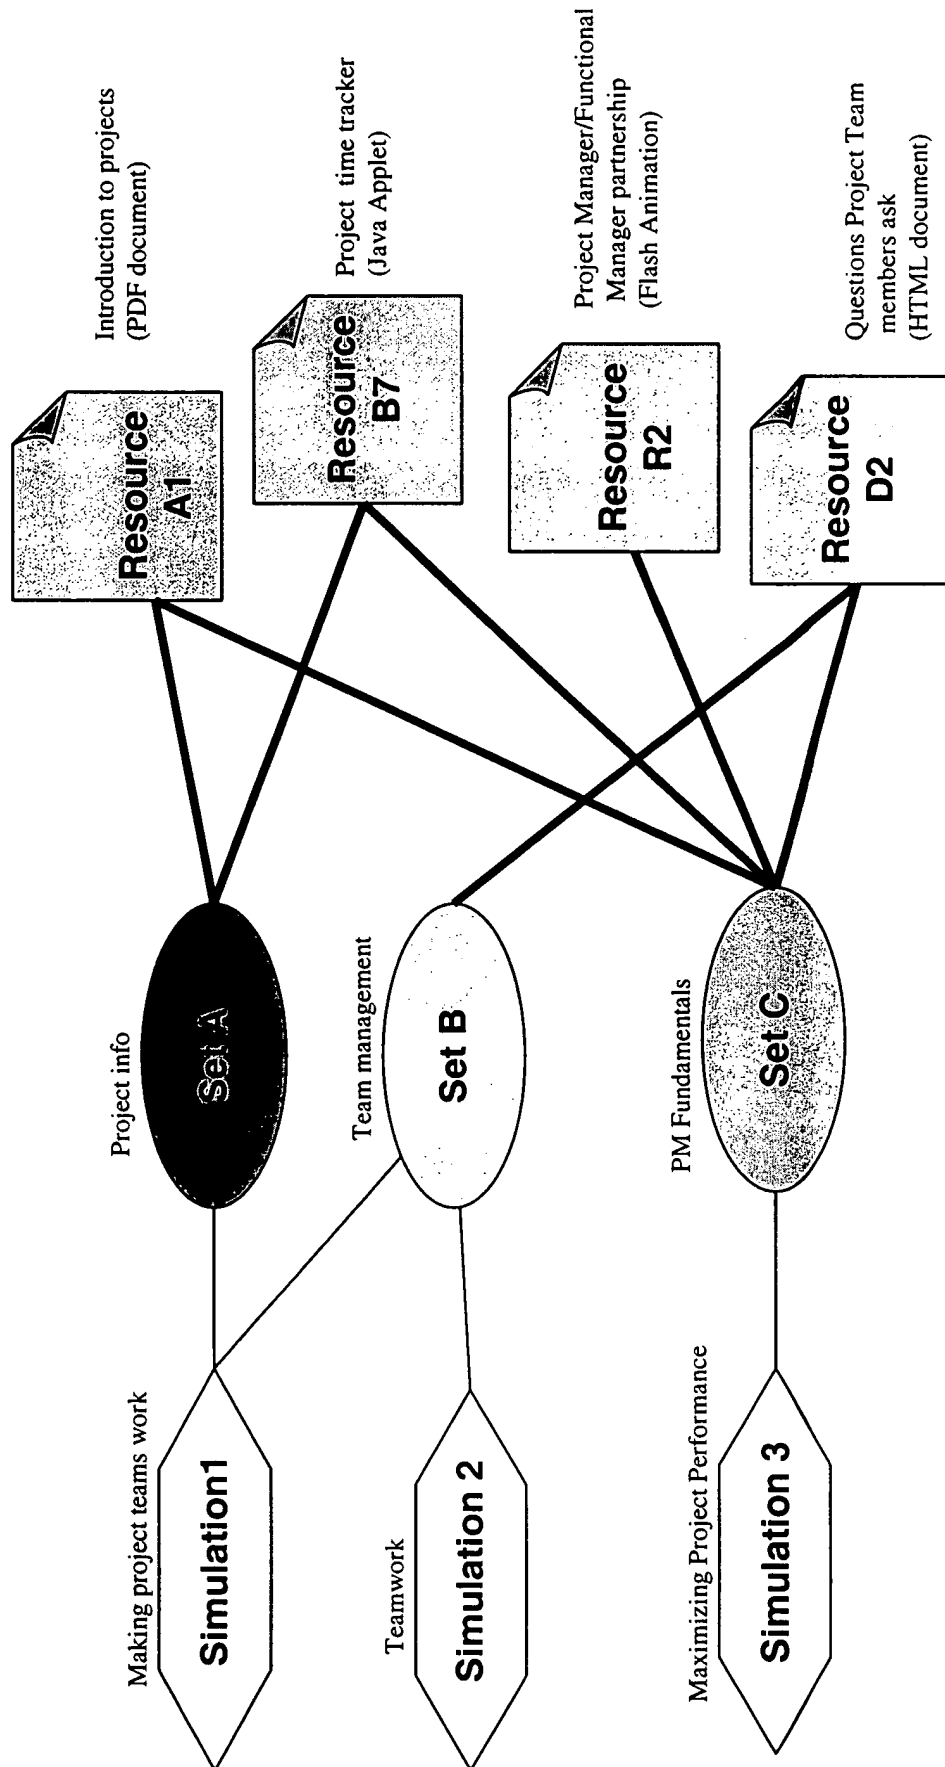 Making project teams work
Simulation1
Teamwork
Simulation 2
Maximizing Project Performance
Simulation 3
Project info
Set A
Team management
Set B
PM Fundamentals
Set C
Resource
A1
Introduction to projects
(PDF document)
Resource
B7
Project time tracker
(Java Applet)
Resource
R2
Project Manager/Functional
Manager partnership
(Flash Animation)
Resource
D2
Questions Project Team
members ask
(HTML document)